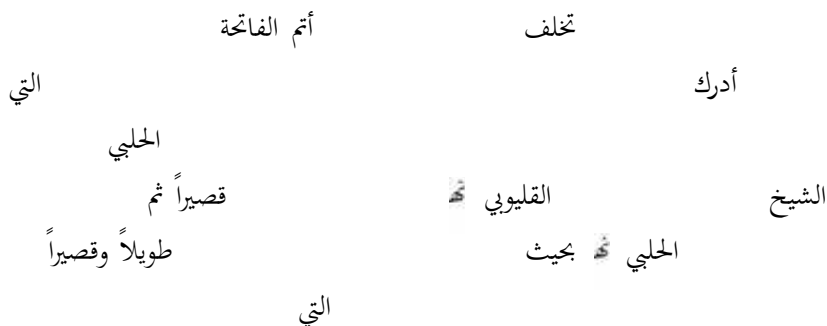 تخلف أتم الفاتحة
أدرك التي
الحلبي
الشيخ القليوبي قصيراً ثم
الحلبي بحيث طويلاً وقصيراً
التي